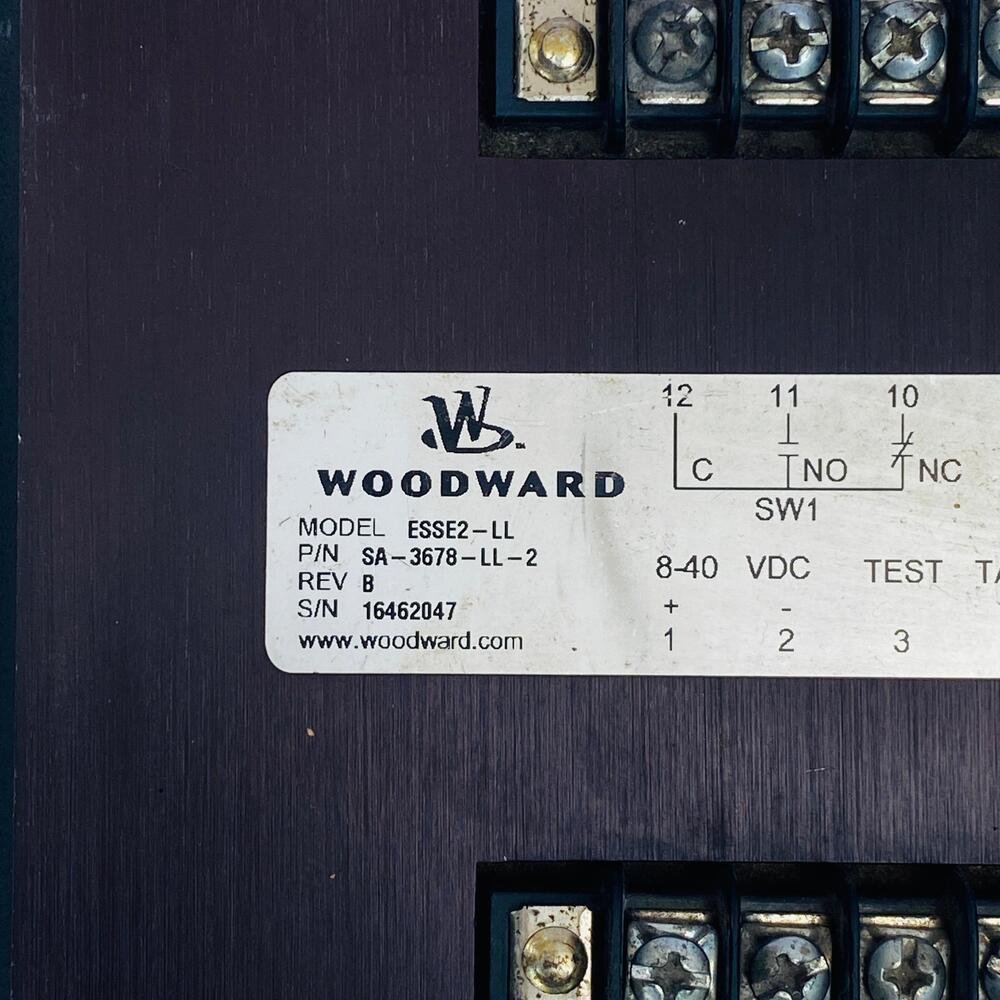 WOODWARD
MODEL ESSE2-LL
P/N SA-3678-LL-2
REV B
S/N 16462047
www.woodward.com
12 11 10
C NO NC
SW1
8-40 VDC TEST
+ -
1 2 3